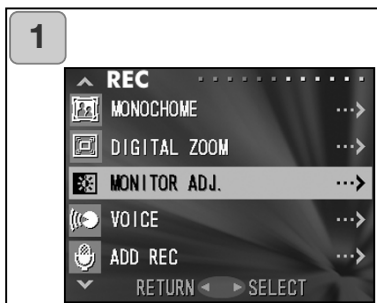 1
REC
MONOCHOME
DIGITAL ZOOM
MONITOR ADJ.
VOICE
ADD REC
RETURN SELECT